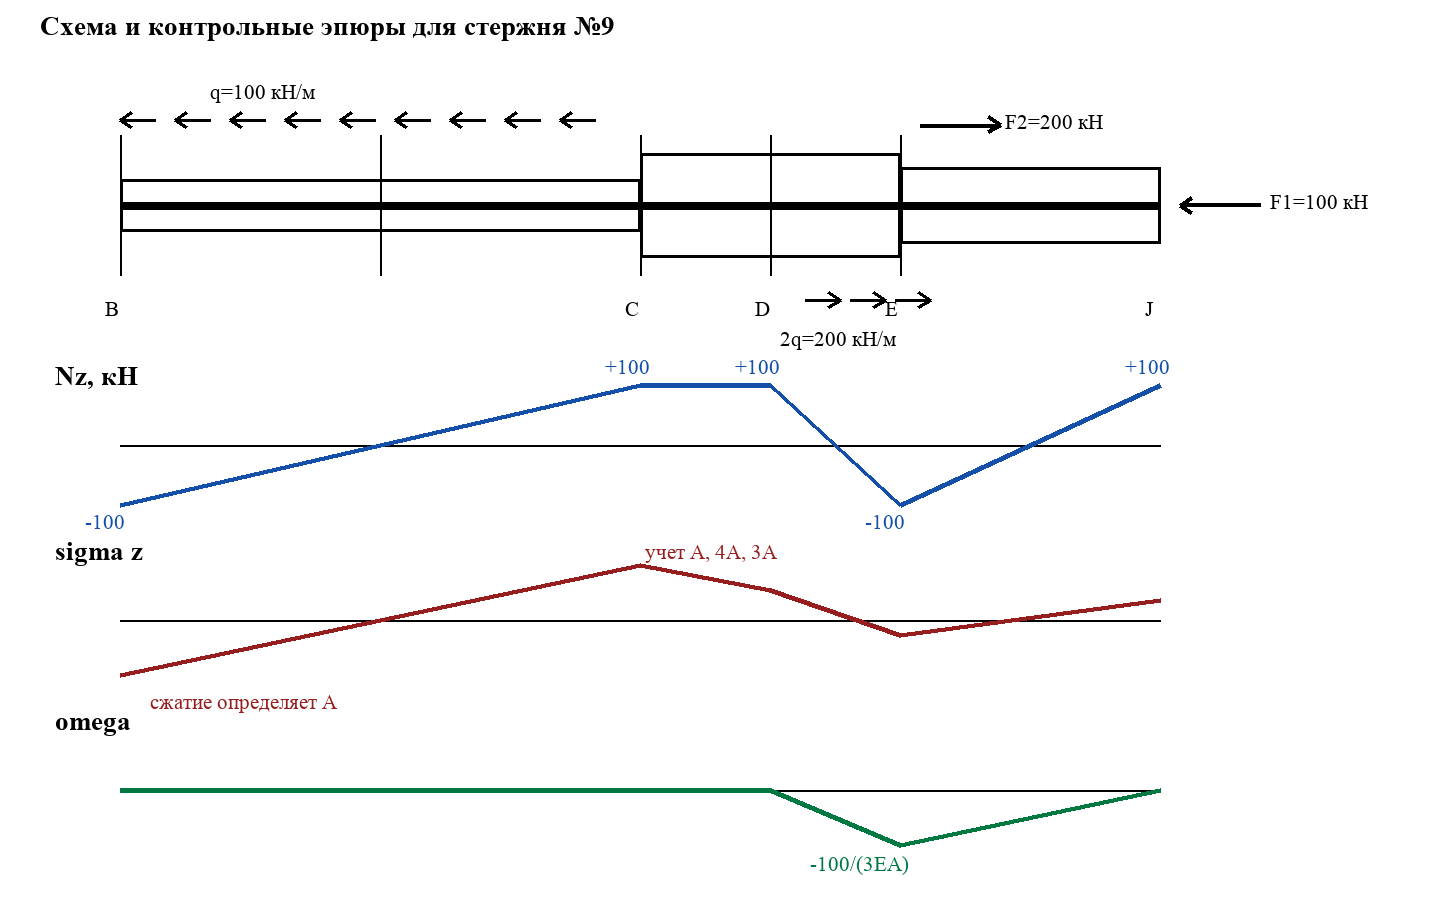 Схема и контрольные эпюры для стержня №9
q=100 кН/м
F2=200 кН
F1=100 кН
B
C
D
E
J
2q=200 кН/м
Nz, кН
+100
+100
+100
-100
-100
sigma z
учет A, 4A, 3A
сжатие определяет A
omega
-100/(3EA)